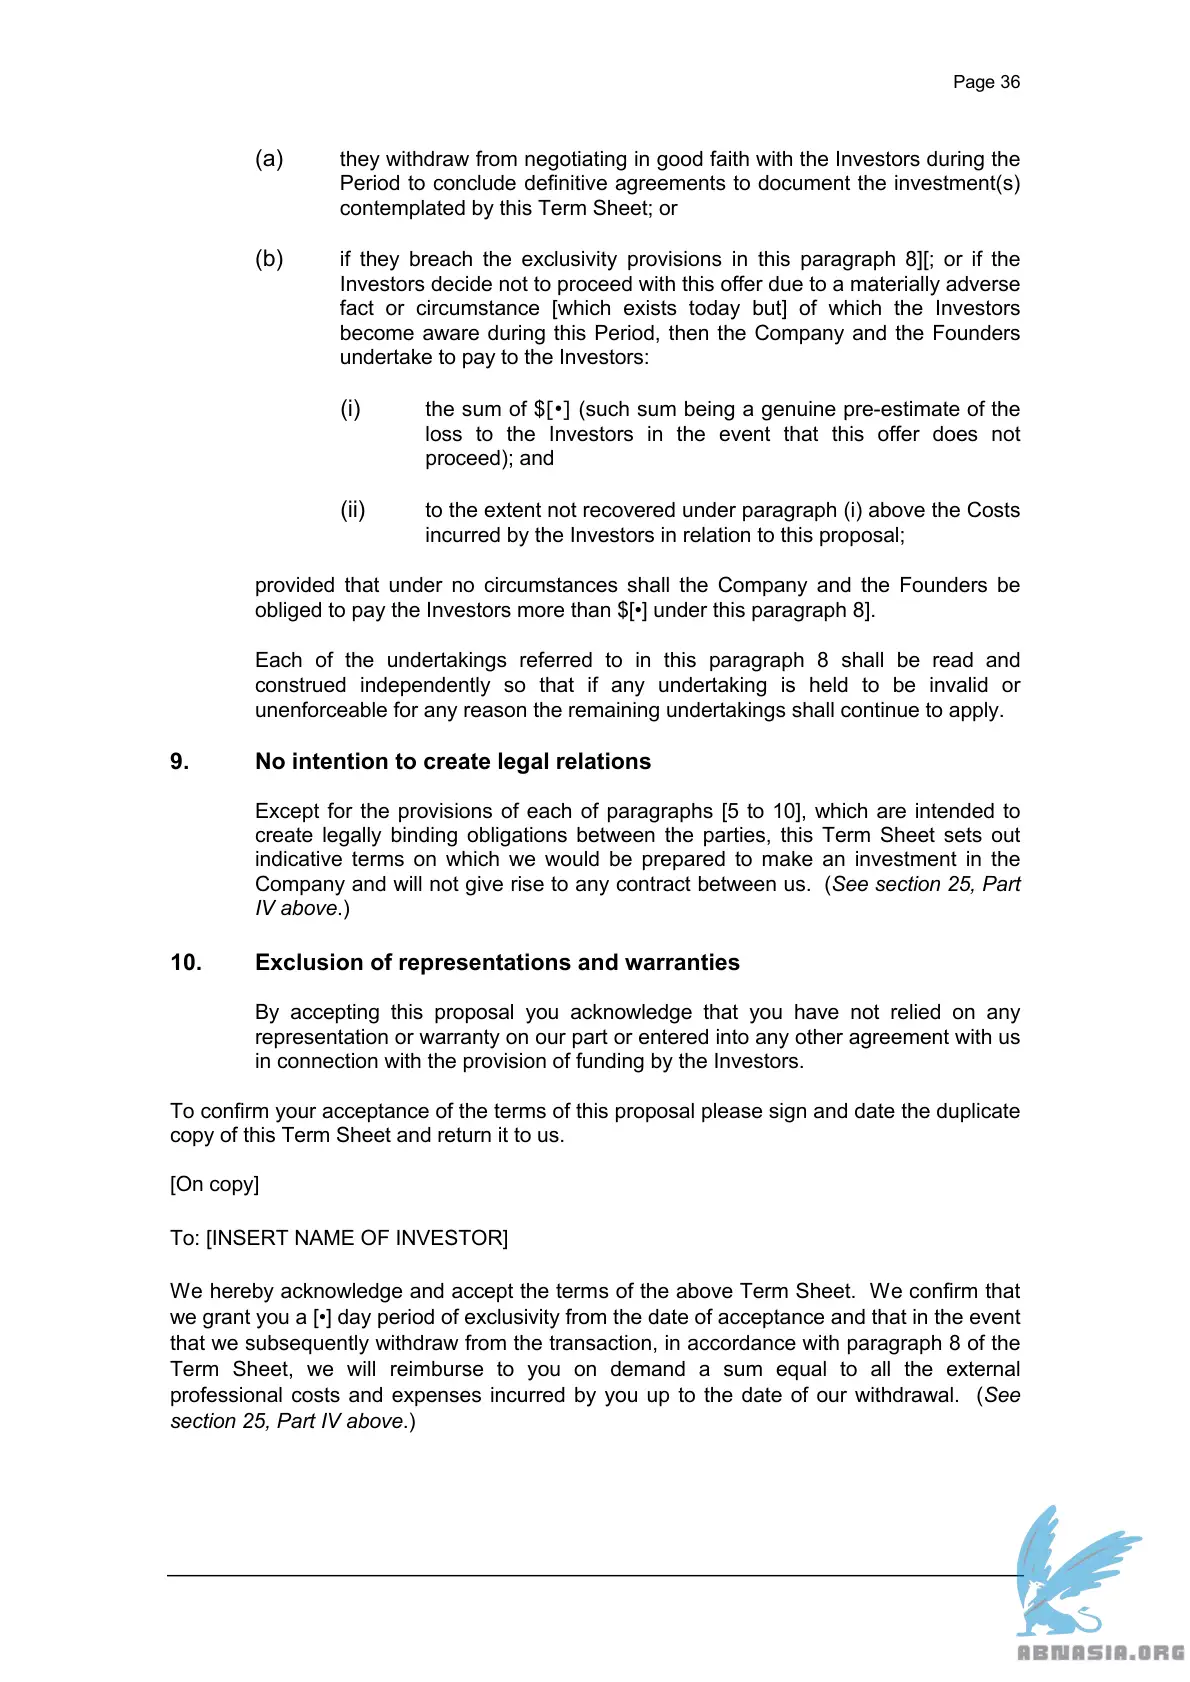 Page 36
(a) they withdraw from negotiating in good faith with the Investors during the
Period to conclude definitive agreements to document the investment(s)
contemplated by this Term Sheet; or
(b) if they breach the exclusivity provisions in this paragraph 8][; or if the
Investors decide not to proceed with this offer due to a materially adverse
fact or circumstance [which exists today but] of which the Investors
become aware during this Period, then the Company and the Founders
undertake to pay to the Investors:
(i) the sum of $[•] (such sum being a genuine pre-estimate of the
loss to the Investors in the event that this offer does not
proceed); and
(ii) to the extent not recovered under paragraph (i) above the Costs
incurred by the Investors in relation to this proposal;
provided that under no circumstances shall the Company and the Founders be
obliged to pay the Investors more than $[•] under this paragraph 8].
Each of the undertakings referred to in this paragraph 8 shall be read and
construed independently so that if any undertaking is held to be invalid or
unenforceable for any reason the remaining undertakings shall continue to apply.
9. No intention to create legal relations
Except for the provisions of each of paragraphs [5 to 10], which are intended to
create legally binding obligations between the parties, this Term Sheet sets out
indicative terms on which we would be prepared to make an investment in the
Company and will not give rise to any contract between us. (See section 25, Part
IV above.)
10. Exclusion of representations and warranties
By accepting this proposal you acknowledge that you have not relied on any
representation or warranty on our part or entered into any other agreement with us
in connection with the provision of funding by the Investors.
To confirm your acceptance of the terms of this proposal please sign and date the duplicate
copy of this Term Sheet and return it to us.
[On copy]
To: [INSERT NAME OF INVESTOR]
We hereby acknowledge and accept the terms of the above Term Sheet. We confirm that
we grant you a [•] day period of exclusivity from the date of acceptance and that in the event
that we subsequently withdraw from the transaction, in accordance with paragraph 8 of the
Term Sheet, we will reimburse to you on demand a sum equal to all the external
professional costs and expenses incurred by you up to the date of our withdrawal. (See
section 25, Part IV above.)
ABNASIA.ORG